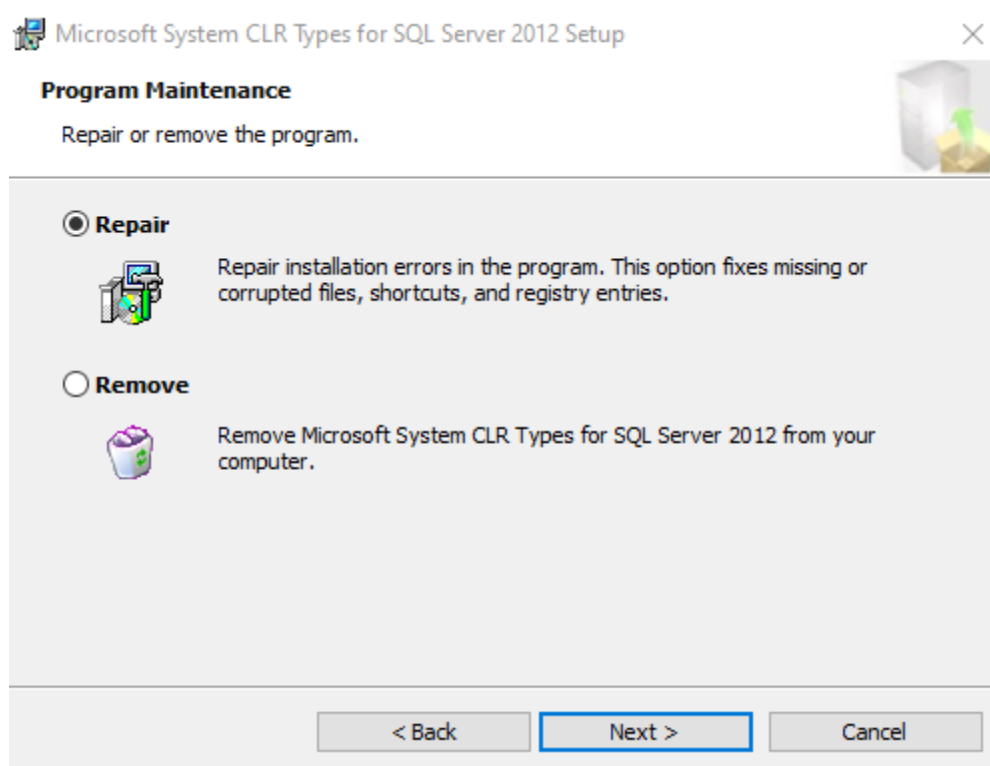 Microsoft System CLR Types for SQL Server 2012 Setup
Program Maintenance
Repair or remove the program.
Repair
Repair installation errors in the program. This option fixes missing or
corrupted files, shortcuts, and registry entries.
Remove
Remove Microsoft System CLR Types for SQL Server 2012 from your
computer.
< Back Next > Cancel